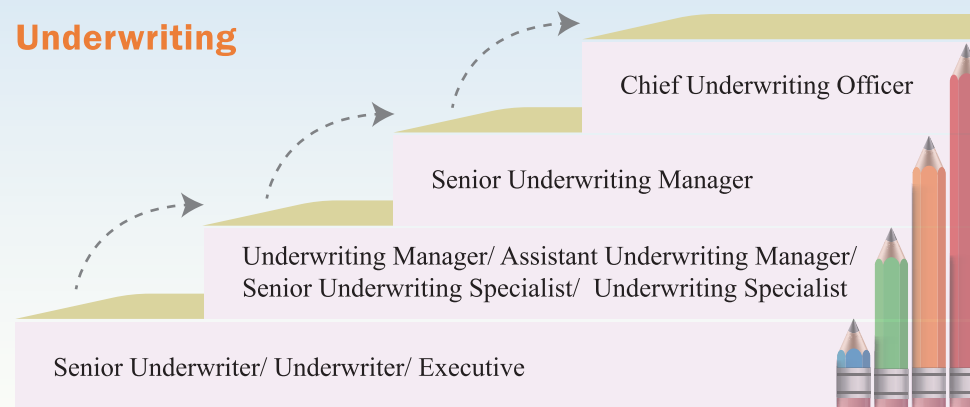 Underwriting
Chief Underwriting Officer
Senior Underwriting Manager
Underwriting Manager/ Assistant Underwriting Manager/
Senior Underwriting Specialist/  Underwriting Specialist
Senior Underwriter/ Underwriter/ Executive